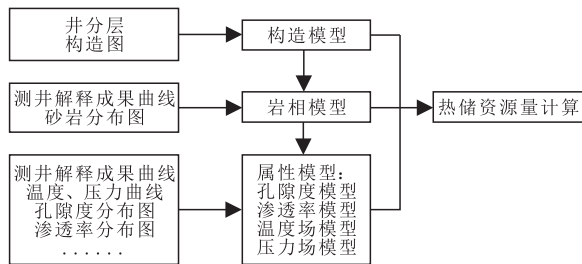 井分层
构造图
构造模型
测井解释成果曲线
砂岩分布图
岩相模型
热储资源量计算
测井解释成果曲线
温度、压力曲线
孔隙度分布图
渗透率分布图
......
属性模型：
孔隙度模型
渗透率模型
温度场模型
压力场模型